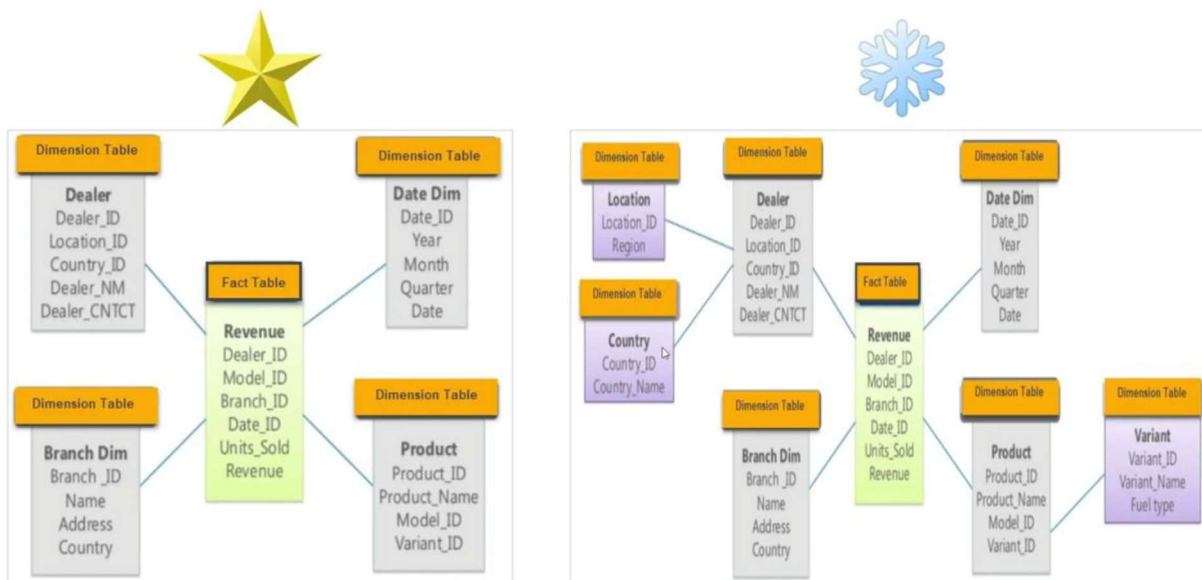 Dimension Table
Dealer
Dealer_ID
Location_ID
Country_ID
Dealer_NM
Dealer_CNTCT
Dimension Table
Date Dim
Date_ID
Year
Month
Quarter
Date
Fact Table
Revenue
Dealer_ID
Model_ID
Branch_ID
Date_ID
Units_Sold
Revenue
Dimension Table
Branch Dim
Branch _ID
Name
Address
Country
Dimension Table
Product
Product_ID
Product_Name
Model_ID
Variant_ID
Dimension Table
Location
Location_ID
Region
Dimension Table
Country
Country_ID
Country_Name
Dimension Table
Dealer
Dealer_ID
Location_ID
Country_ID
Dealer_NM
Dealer_CNTCT
Dimension Table
Date Dim
Date_ID
Year
Month
Quarter
Date
Fact Table
Revenue
Dealer_ID
Model_ID
Branch_ID
Date_ID
Units_Sold
Revenue
Dimension Table
Branch Dim
Branch _ID
Name
Address
Country
Dimension Table
Product
Product_ID
Product_Name
Model_ID
Variant_ID
Dimension Table
Variant
Variant_ID
Variant_Name
Fuel type